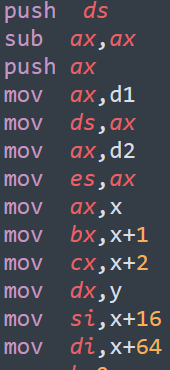 push  ds
sub  ax,ax
push ax
mov  ax,d1
mov  ds,ax
mov  ax,d2
mov  es,ax
mov  ax,x
mov  bx,x+1
mov  cx,x+2
mov  dx,y
mov  si,x+16
mov  di,x+64